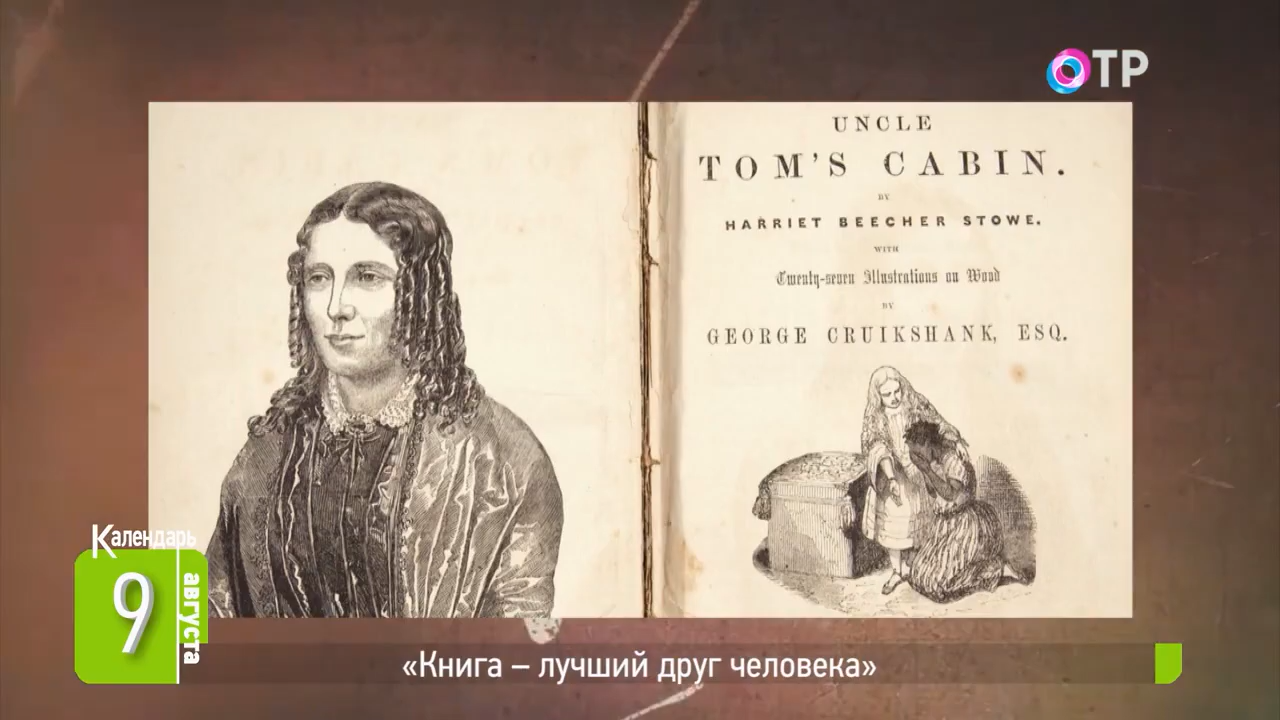 ОТР
UNCLE
TOM'S CABIN.
BY
HARRIET BEECHER STOWE.
WITH
Twenty-seven Illustrations on Wood
BY
GEORGE CRUIKSHANK, ESQ.
Календарь
9
августа
«Книга – лучший друг человека»